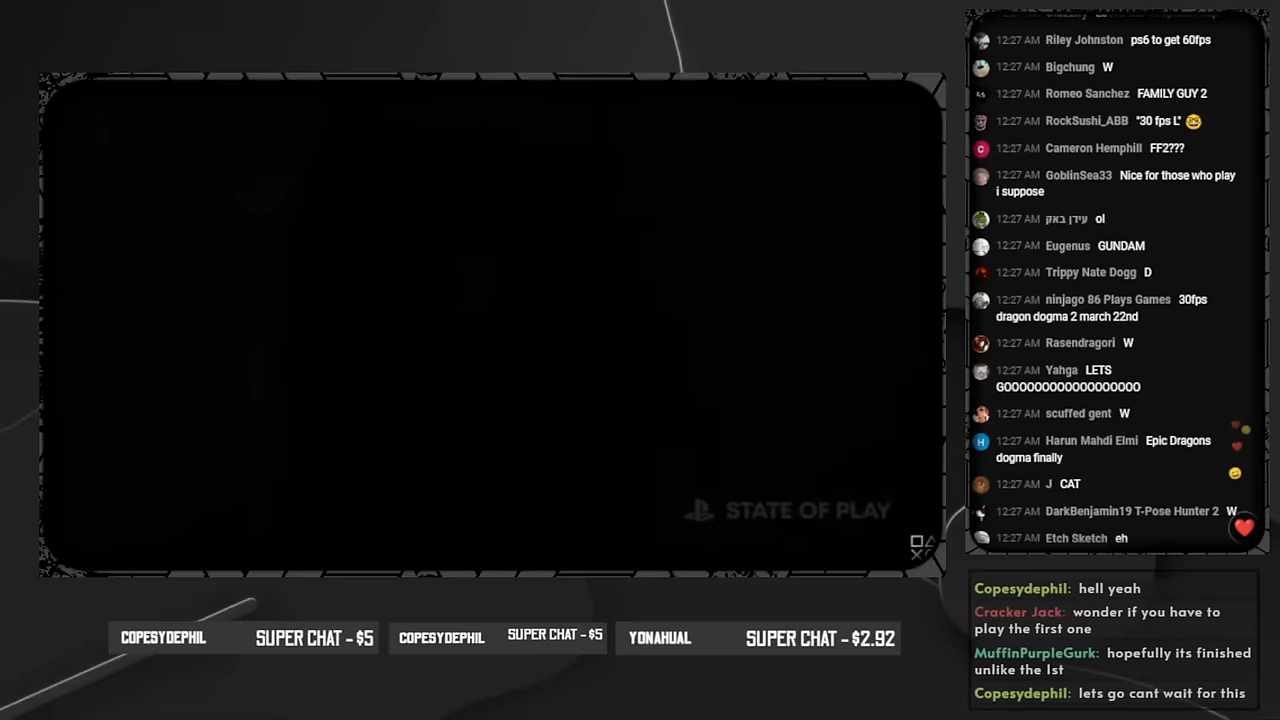 12:27 AM Riley Johnston ps6 to get 60fps
12:27 AM Bigchung W
12:27 AM Romeo Sanchez FAMILY GUY 2
12:27 AM RockSushi_ABB "30 fps L" 🤓
C 12:27 AM Cameron Hemphill FF2???
12:27 AM GoblinSea33 Nice for those who play
i suppose
12:27 AM עידן באק ol
12:27 AM Eugenus GUNDAM
12:27 AM Trippy Nate Dogg D
12:27 AM ninjago 86 Plays Games 30fps
dragon dogma 2 march 22nd
12:27 AM Rasendragori W
12:27 AM Yahga LETS
GOOOOOOOOOOOOOOOOO
12:27 AM scuffed gent W
H 12:27 AM Harun Mahdi Elmi Epic Dragons
dogma finally
12:27 AM J CAT
12:27 AM DarkBenjamin19 T-Pose Hunter 2 W
12:27 AM Etch Sketch eh
STATE OF PLAY
Copesydephil: hell yeah
Cracker Jack: wonder if you have to
play the first one
MuffinPurpleGurk: hopefully its finished
unlike the 1st
Copesydephil: lets go cant wait for this
COPESYDEPHIL SUPER CHAT - $5
COPESYDEPHIL SUPER CHAT - $5
YONAHUAL SUPER CHAT - $2.92